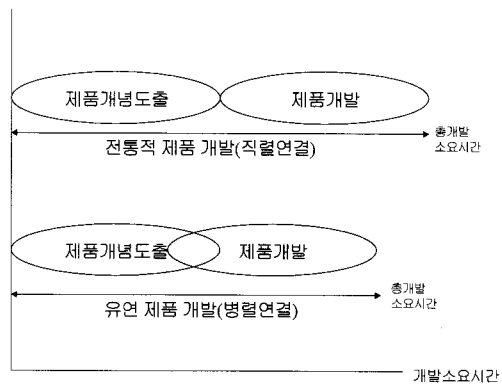 제품개념도출 제품개발
총개발
소요시간
전통적 제품 개발(직렬연결)
제품개념도출 제품개발
총개발
소요시간
유연 제품 개발(병렬연결)
개발소요시간